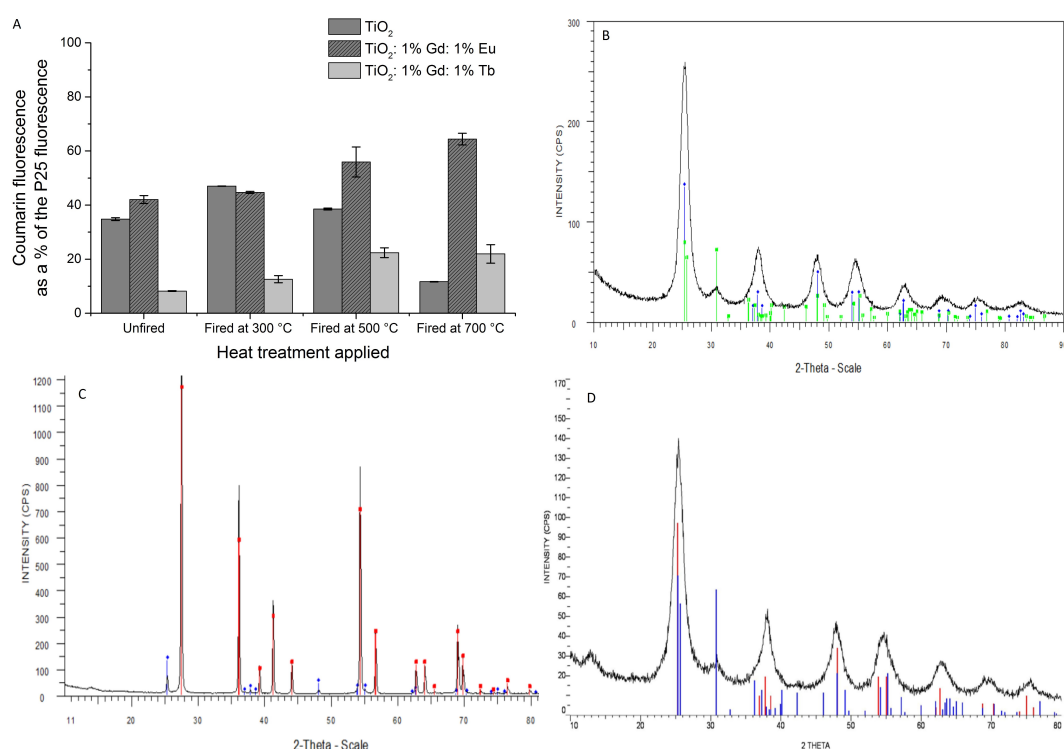 A
TiO2
TiO2: 1% Gd: 1% Eu
TiO2: 1% Gd: 1% Tb
Coumarin fluorescence
as a % of the P25 fluorescence
100
80
60
40
20
0
Unfired
Fired at 300 °C
Fired at 500 °C
Fired at 700 °C
Heat treatment applied
B
INTENSITY (CPS)
300
200
100
0
10 20 30 40 50 60 70 80 90
2-Theta - Scale
C
INTENSITY (CPS)
1200
1100
1000
900
800
700
600
500
400
300
200
100
0
11 20 30 40 50 60 70 80
2-Theta - Scale
D
INTENSITY (CPS)
170
150
140
130
120
110
100
90
80
70
60
50
40
30
20
10
0
10 20 30 40 50 60 70 80
2 THETA